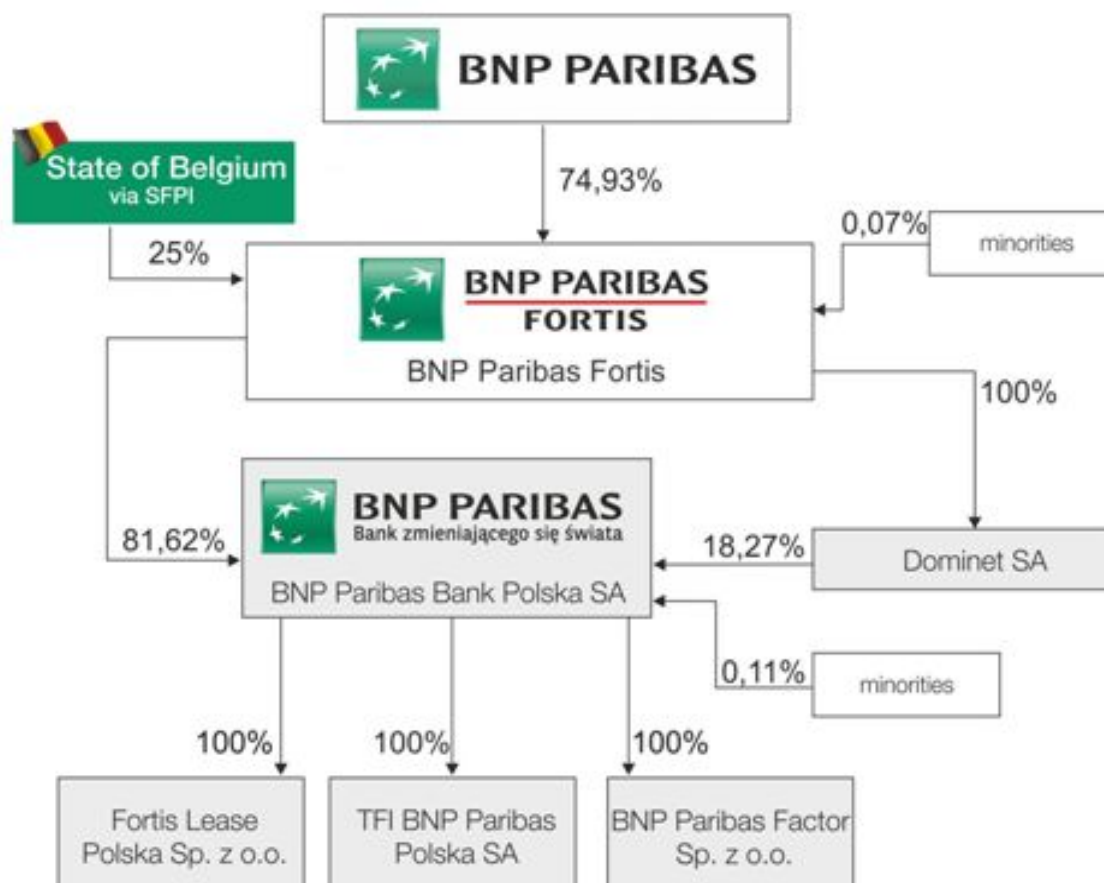 BNP PARIBAS
State of Belgium
via SFPI
74,93%
0,07%
minorities
25%
BNP PARIBAS
FORTIS
BNP Paribas Fortis
100%
BNP PARIBAS
Bank zmieniającego się świata
81,62%
18,27%
Dominet SA
BNP Paribas Bank Polska SA
0,11%
minorities
100%
100%
100%
Fortis Lease
Polska Sp. z o.o.
TFI BNP Paribas
Polska SA
BNP Paribas Factor
Sp. z o.o.